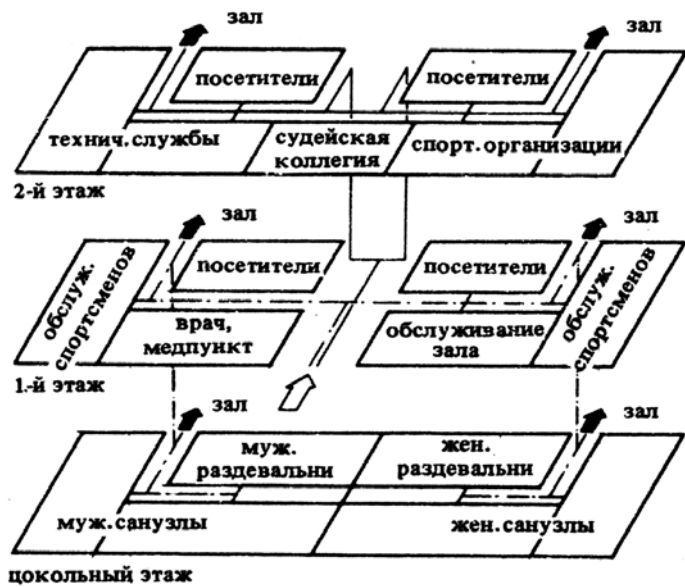 зал
зал
посетители
посетители
технич.службы
судейская
коллегия
спорт.организации
2-й этаж
зал
зал
посетители
посетители
обслуж.
спортсменов
врач,
медпункт
обслуживание
зала
обслуж.
спортсменов
1.-й этаж
зал
зал
муж.
раздевальни
жен.
раздевальни
муж.санузлы
жен.санузлы
цокольный этаж